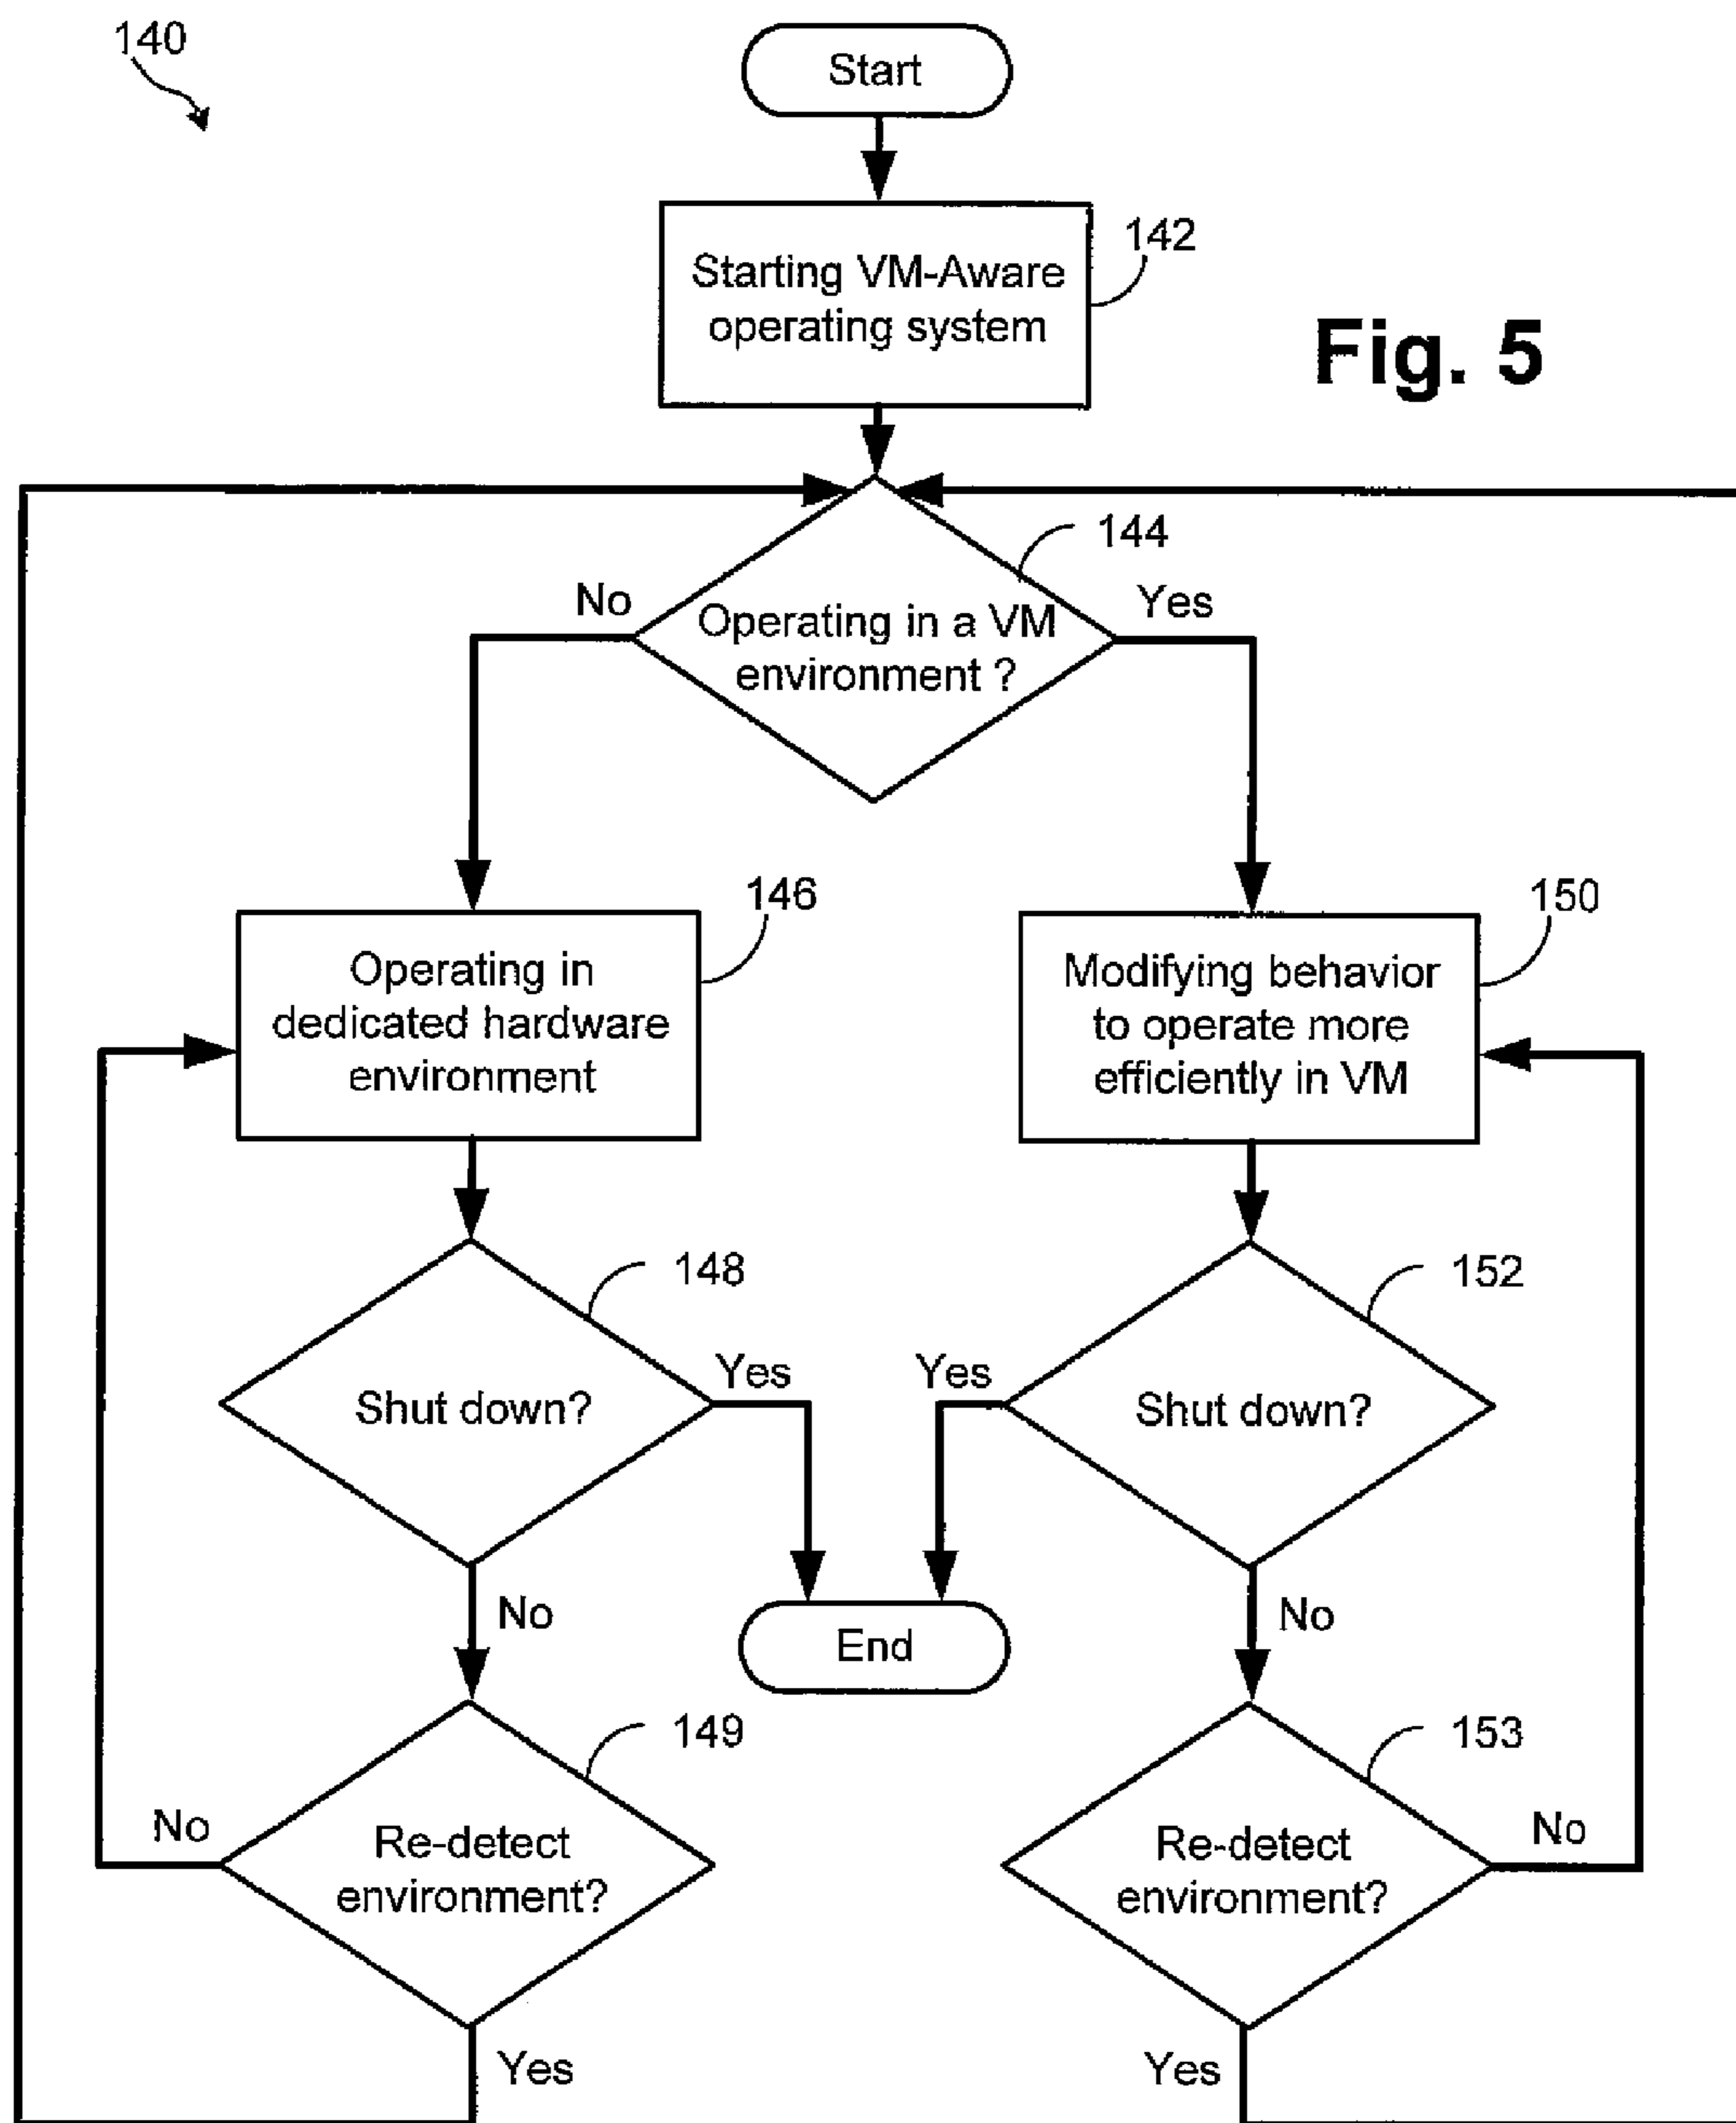 140
Start
Starting VM-Aware
operating system
142
Fig. 5
144
No
Yes
Operating in a VM
environment ?
146
150
Operating in
dedicated hardware
environment
Modifying behavior
to operate more
efficiently in VM
148
152
Yes
Yes
Shut down?
Shut down?
No
End
No
149
153
No
Re-detect
environment?
Re-detect
environment?
No
Yes
Yes